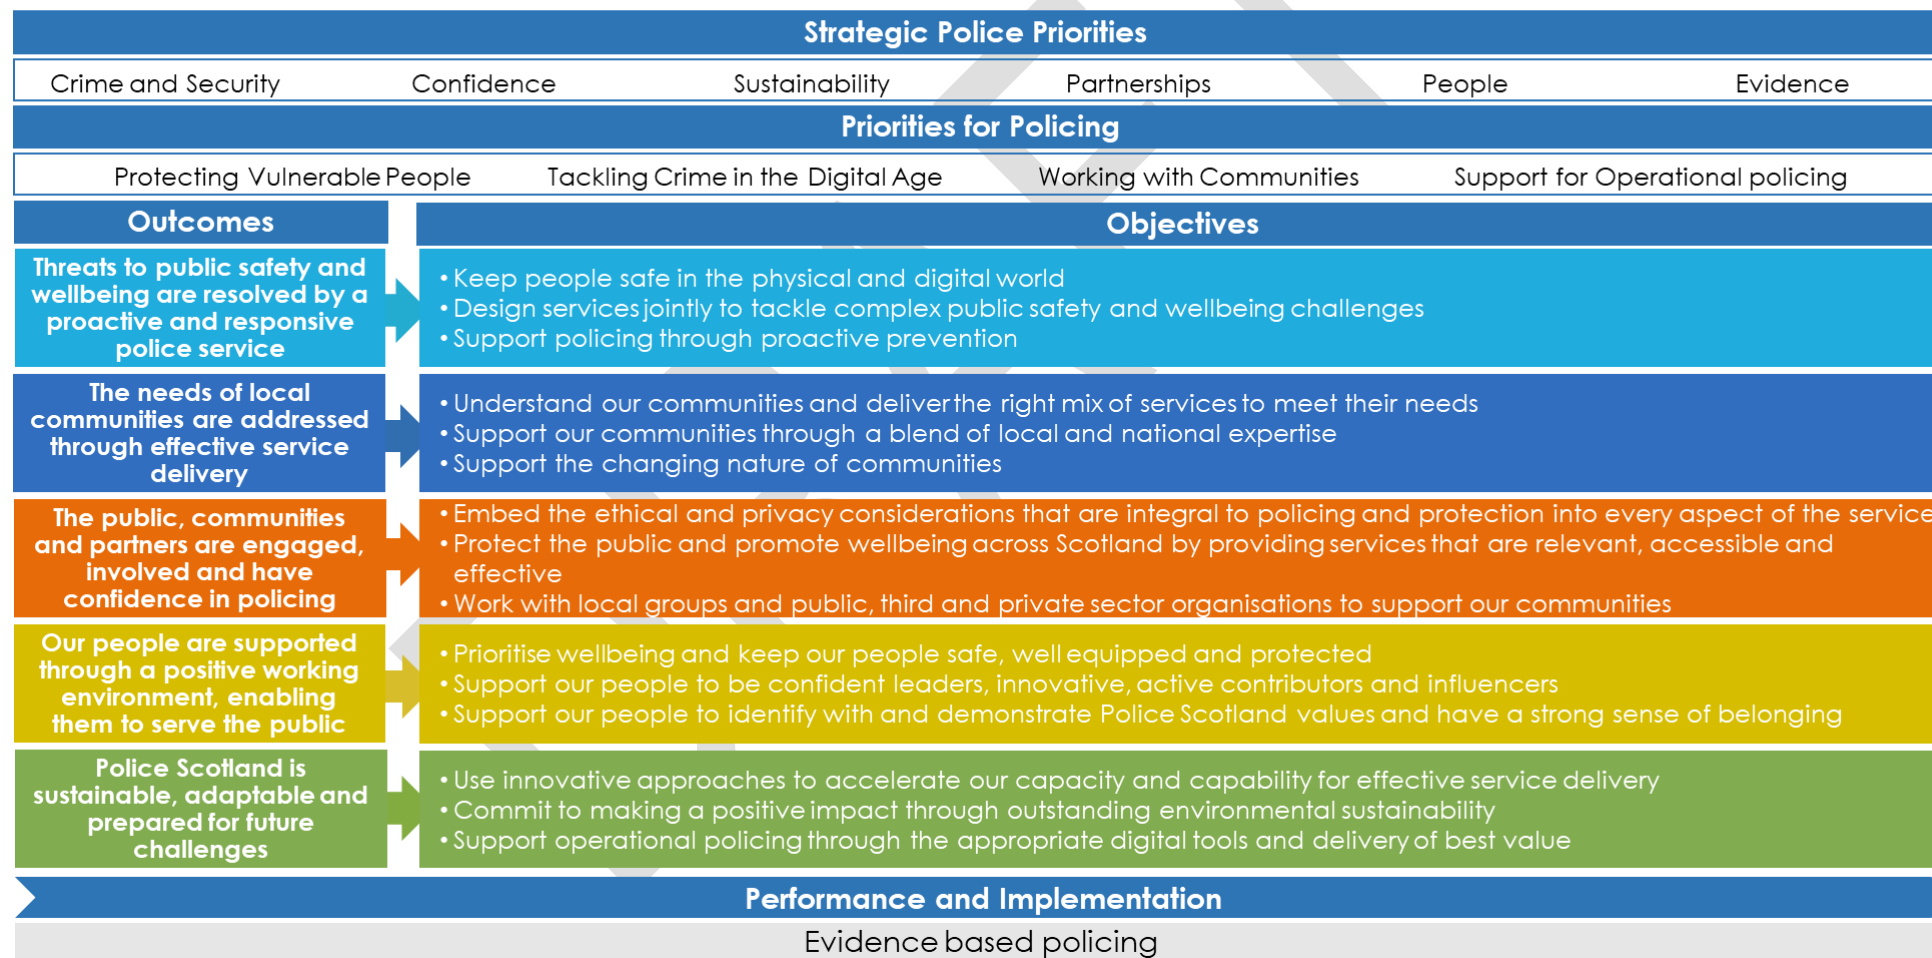 Strategic Police Priorities
Crime and Security Confidence Sustainability Partnerships People Evidence
Priorities for Policing
Protecting Vulnerable People Tackling Crime in the Digital Age Working with Communities Support for Operational policing
Outcomes
Objectives
Threats to public safety and
wellbeing are resolved by a
proactive and responsive
police service
• Keep people safe in the physical and digital world
• Design services jointly to tackle complex public safety and wellbeing challenges
• Support policing through proactive prevention
The needs of local
communities are addressed
through effective service
delivery
• Understand our communities and deliver the right mix of services to meet their needs
• Support our communities through a blend of local and national expertise
• Support the changing nature of communities
The public, communities
and partners are engaged,
involved and have
confidence in policing
• Embed the ethical and privacy considerations that are integral to policing and protection into every aspect of the service
• Protect the public and promote wellbeing across Scotland by providing services that are relevant, accessible and
effective
• Work with local groups and public, third and private sector organisations to support our communities
Our people are supported
through a positive working
environment, enabling
them to serve the public
• Prioritise wellbeing and keep our people safe, well equipped and protected
• Support our people to be confident leaders, innovative, active contributors and influencers
• Support our people to identify with and demonstrate Police Scotland values and have a strong sense of belonging
Police Scotland is
sustainable, adaptable and
prepared for future
challenges
• Use innovative approaches to accelerate our capacity and capability for effective service delivery
• Commit to making a positive impact through outstanding environmental sustainability
• Support operational policing through the appropriate digital tools and delivery of best value
Performance and Implementation
Evidence based policing